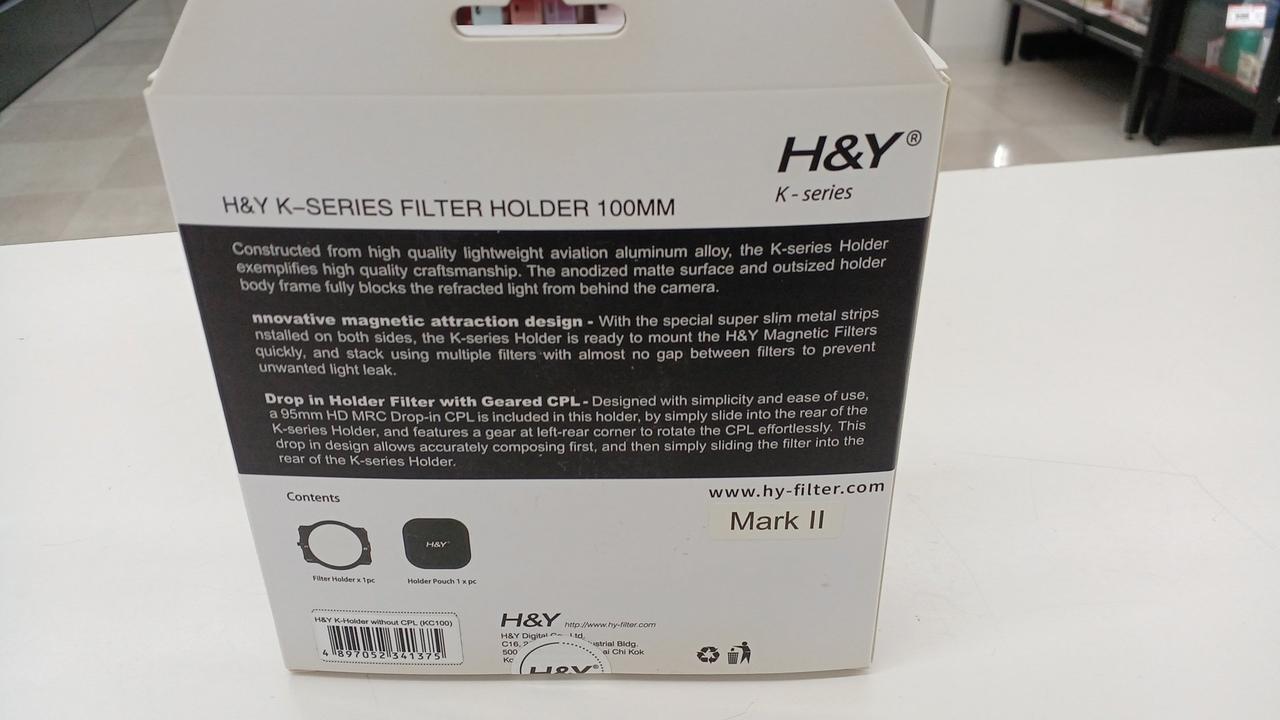 H&Y®
K-series
H&Y K-SERIES FILTER HOLDER 100MM
Constructed from high quality lightweight aviation aluminum alloy, the K-series Holder
exemplifies high quality craftsmanship. The anodized matte surface and outsized holder
body frame fully blocks the refracted light from behind the camera.
nnovative magnetic attraction design - With the special super slim metal strips
nstalled on both sides, the K-series Holder is ready to mount the H&Y Magnetic Filters
quickly, and stack using multiple filters with almost no gap between filters to prevent
unwanted light leak.
Drop in Holder Filter with Geared CPL - Designed with simplicity and ease of use,
a 95mm HD MRC Drop-in CPL is included in this holder, by simply slide into the rear of the
K-series Holder, and features a gear at left-rear corner to rotate the CPL effortlessly. This
drop in design allows accurately composing first, and then simply sliding the filter into the
rear of the K-series Holder.
Contents
www.hy-filter.com
Mark II
H&Y
Filter Holder x 1pc
Holder Pouch 1 x pc
H&Y K-Holder without CPL (KC100)
4 897052 341375
H&Y http://www.hy-filter.com
H&Y Digital Ltd.
C16, Bldg.
500 ai Chi Kok
H&Y®